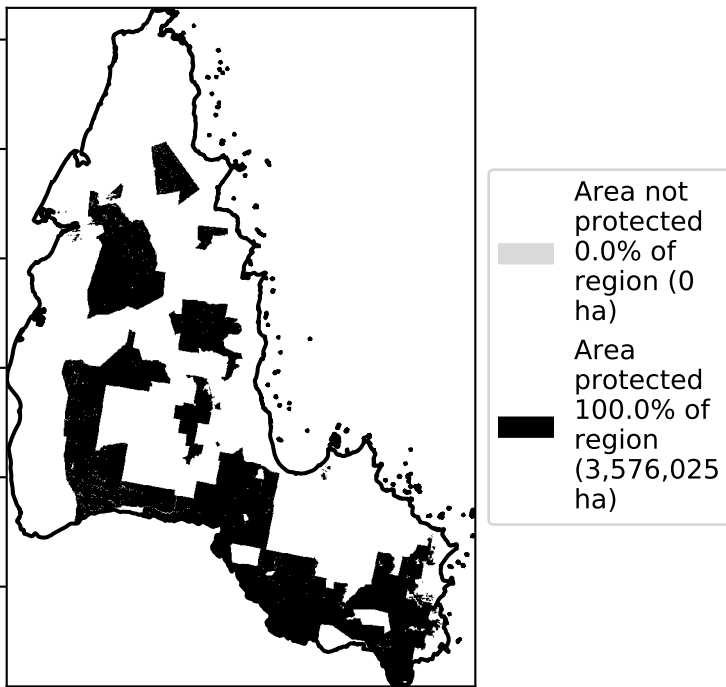 Area not
protected
0.0% of
region (0
ha)
Area
protected
100.0% of
region
(3,576,025
ha)